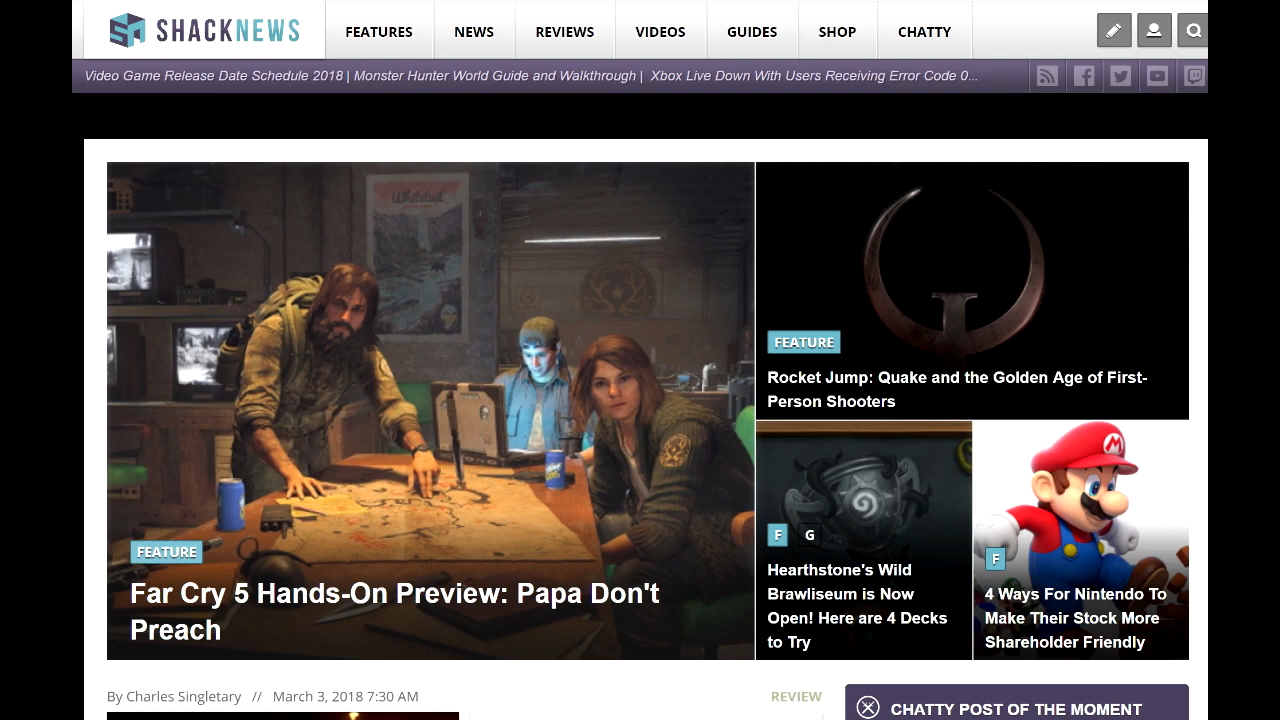 SHACKNEWS
FEATURES
NEWS
REVIEWS
VIDEOS
GUIDES
SHOP
CHATTY
Video Game Release Date Schedule 2018 | Monster Hunter World Guide and Walkthrough | Xbox Live Down With Users Receiving Error Code 0...
Whitetail
FEATURE
Far Cry 5 Hands-On Preview: Papa Don't
Preach
FEATURE
Rocket Jump: Quake and the Golden Age of First-
Person Shooters
F G
Hearthstone's Wild
Brawliseum is Now
Open! Here are 4 Decks
to Try
M
F
4 Ways For Nintendo To
Make Their Stock More
Shareholder Friendly
By Charles Singletary // March 3, 2018 7:30 AM
REVIEW
CHATTY POST OF THE MOMENT